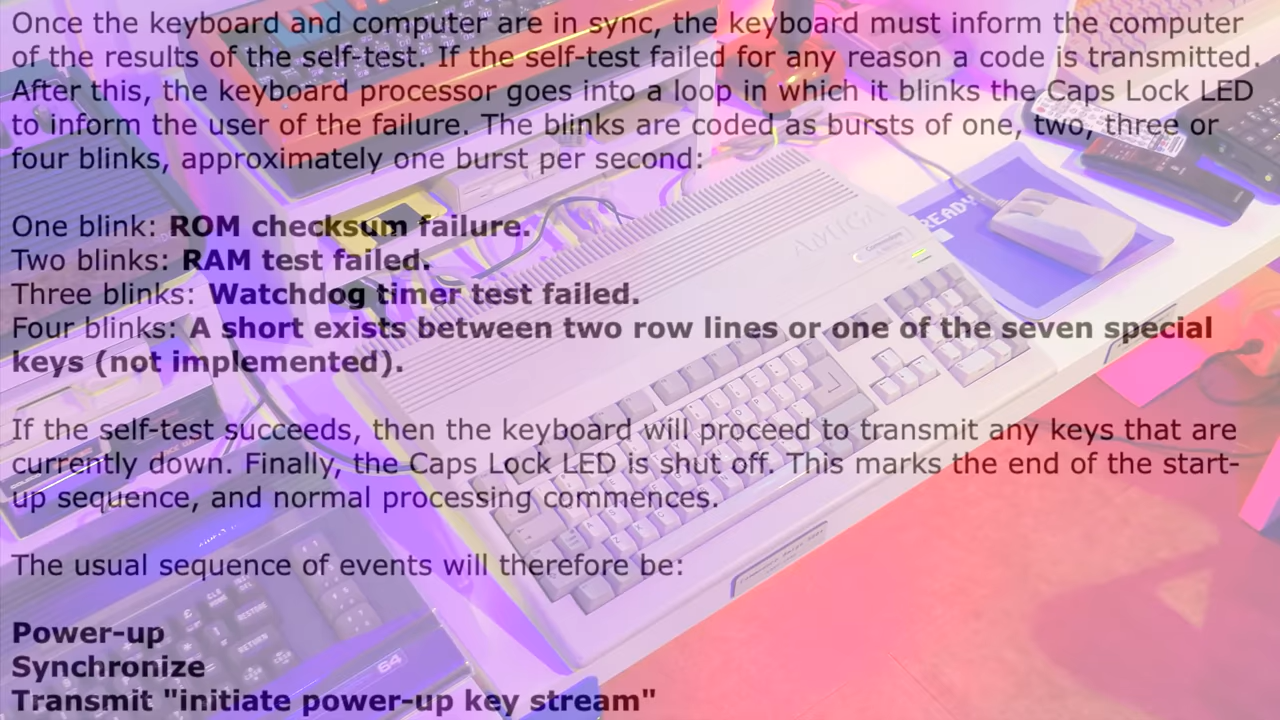 Once the keyboard and computer are in sync, the keyboard must inform the computer
of the results of the self-test. If the self-test failed for any reason a code is transmitted.
After this, the keyboard processor goes into a loop in which it blinks the Caps Lock LED
to inform the user of the failure. The blinks are coded as bursts of one, two, three or
four blinks, approximately one burst per second:
One blink: ROM checksum failure.
Two blinks: RAM test failed.
Three blinks: Watchdog timer test failed.
Four blinks: A short exists between two row lines or one of the seven special
keys (not implemented).
If the self-test succeeds, then the keyboard will proceed to transmit any keys that are
currently down. Finally, the Caps Lock LED is shut off. This marks the end of the start-
up sequence, and normal processing commences.
The usual sequence of events will therefore be:
Power-up
Synchronize
Transmit "initiate power-up key stream"
AMIGA
READY.
RESTORE
RETURN
64